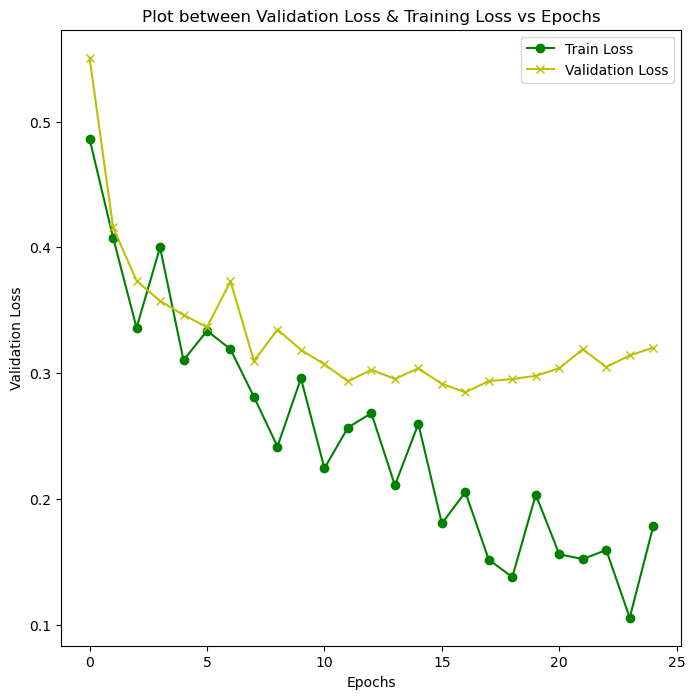 Plot between Validation Loss & Training Loss vs Epochs
Train Loss
Validation Loss
Validation Loss
0.5
0.4
0.3
0.2
0.1
0 5 10 15 20 25
Epochs